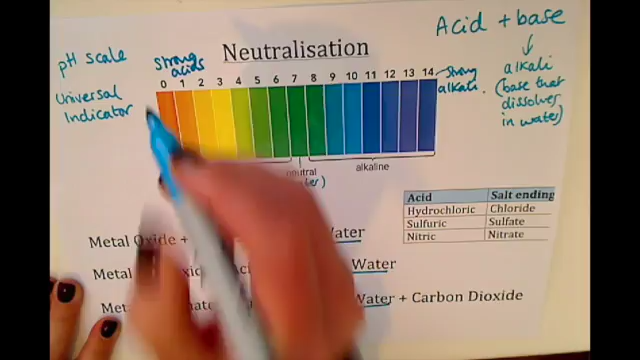 pH scale
strong
acids
Neutralisation
Acid + base
alkali
(base that
dissolves
in water)
Universal
Indicator
0 1 2 3 4 5 6 7 8 9 10 11 12 13 14
strong
alkali.
neutral
alkaline
Acid Salt ending
Hydrochloric Chloride
Sulfuric Sulfate
Nitric Nitrate
Metal Oxide + Water
Metal Water
Water + Carbon Dioxide